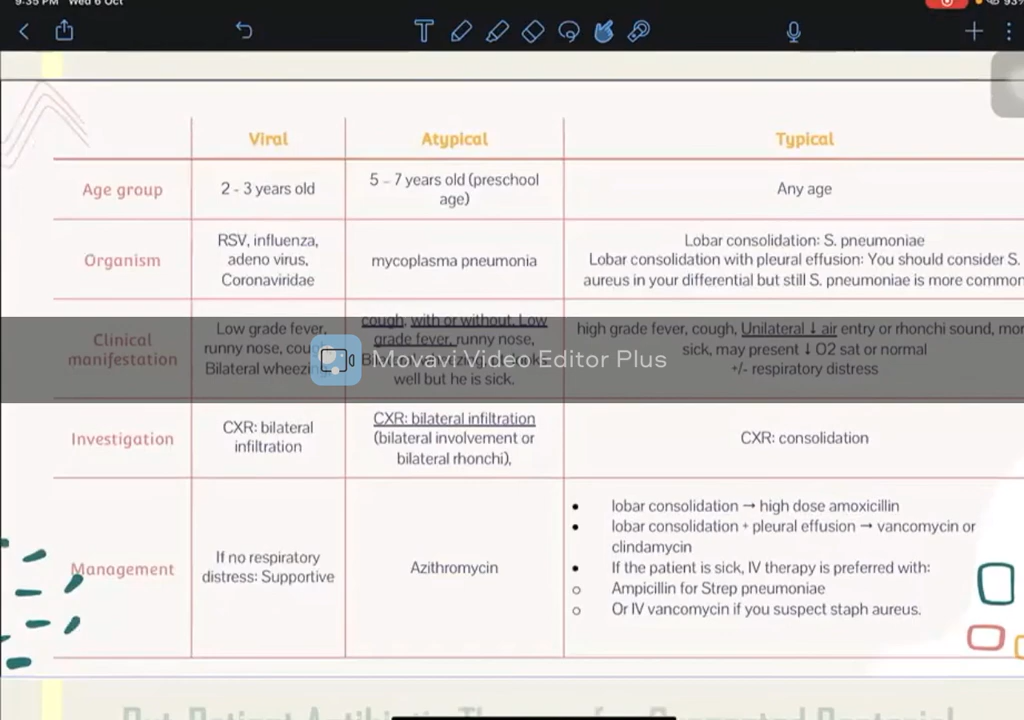 9:35 PM Wed 6 Oct
93%
Viral
Atypical
Typical
Age group
2 - 3 years old
5 – 7 years old (preschool
age)
Any age
Organism
RSV, influenza,
adeno virus,
Coronaviridae
mycoplasma pneumonia
Lobar consolidation: S. pneumoniae
Lobar consolidation with pleural effusion: You should consider S.
aureus in your differential but still S. pneumoniae is more common
Clinical
manifestation
Low grade fever,
runny nose,
Bilateral
cough, with or without. Low
grade fever, runny nose,
well but he is sick.
high grade fever, cough, Unilateral ↓ air entry or rhonchi sound,
sick, may present ↓ O2 sat or normal
+/- respiratory distress
Movavi Video Editor Plus
Investigation
CXR: bilateral
infiltration
CXR: bilateral infiltration
(bilateral involvement or
bilateral rhonchi),
CXR: consolidation
Management
If no respiratory
distress: Supportive
Azithromycin
• lobar consolidation → high dose amoxicillin
• lobar consolidation + pleural effusion → vancomycin or
clindamycin
• If the patient is sick, IV therapy is preferred with:
○ Ampicillin for Strep pneumoniae
○ Or IV vancomycin if you suspect staph aureus.